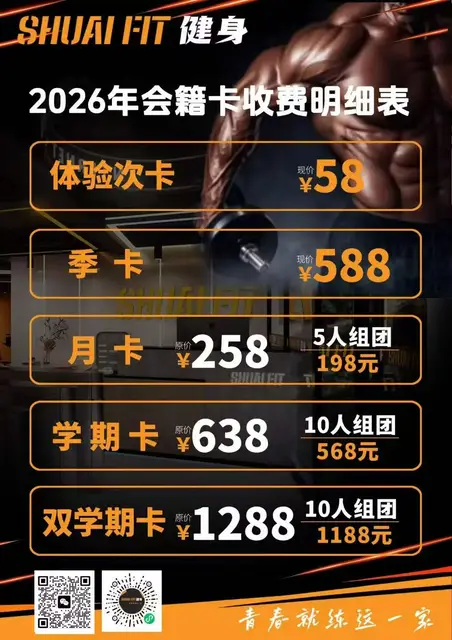 SHUAI FIT 健身
2026年会籍卡收费明细表
体验次卡 现价 ¥58
季卡 现价 ¥588
SHUAI FIT
月卡 原价 ¥258 5人组团 198元
SHUAI FIT
学期卡 原价 ¥638 10人组团 568元
双学期卡 原价 ¥1288 10人组团 1188元
青春就练这一家